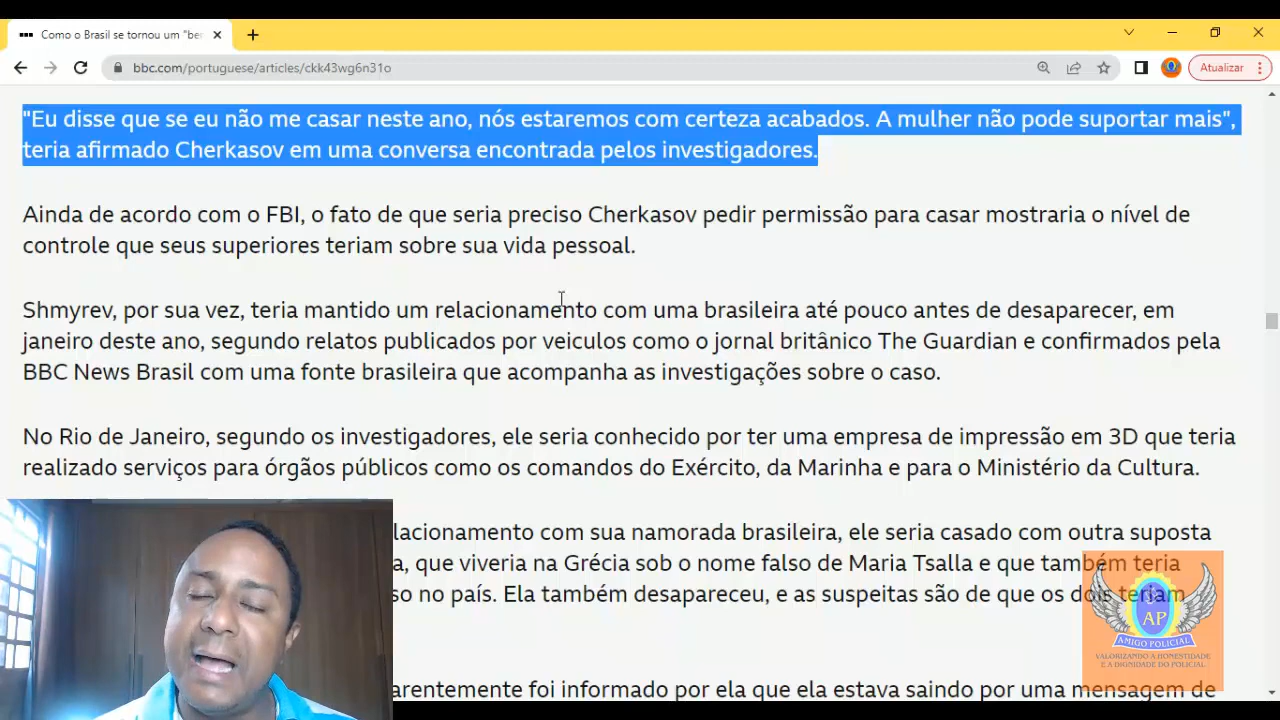 Como o Brasil se tornou um "ber
bbc.com/portuguese/articles/ckk43wg6n31o
Atualizar
"Eu disse que se eu não me casar neste ano, nós estaremos com certeza acabados. A mulher não pode suportar mais",
teria afirmado Cherkasov em uma conversa encontrada pelos investigadores.
Ainda de acordo com o FBI, o fato de que seria preciso Cherkasov pedir permissão para casar mostraria o nível de
controle que seus superiores teriam sobre sua vida pessoal.
Shmyrev, por sua vez, teria mantido um relacionamento com uma brasileira até pouco antes de desaparecer, em
janeiro deste ano, segundo relatos publicados por veiculos como o jornal britânico The Guardian e confirmados pela
BBC News Brasil com uma fonte brasileira que acompanha as investigações sobre o caso.
No Rio de Janeiro, segundo os investigadores, ele seria conhecido por ter uma empresa de impressão em 3D que teria
realizado serviços para órgãos públicos como os comandos do Exército, da Marinha e para o Ministério da Cultura.
lacionamento com sua namorada brasileira, ele seria casado com outra suposta
a, que viveria na Grécia sob o nome falso de Maria Tsalla e que também teria
so no país. Ela também desapareceu, e as suspeitas são de que os dois teriam
arentemente foi informado por ela que ela estava saindo por uma mensagem de
AP
AMIGO POLICIAL
VALORIZANDO A HONESTIDADE
E A DIGNIDADE DO POLICIAL